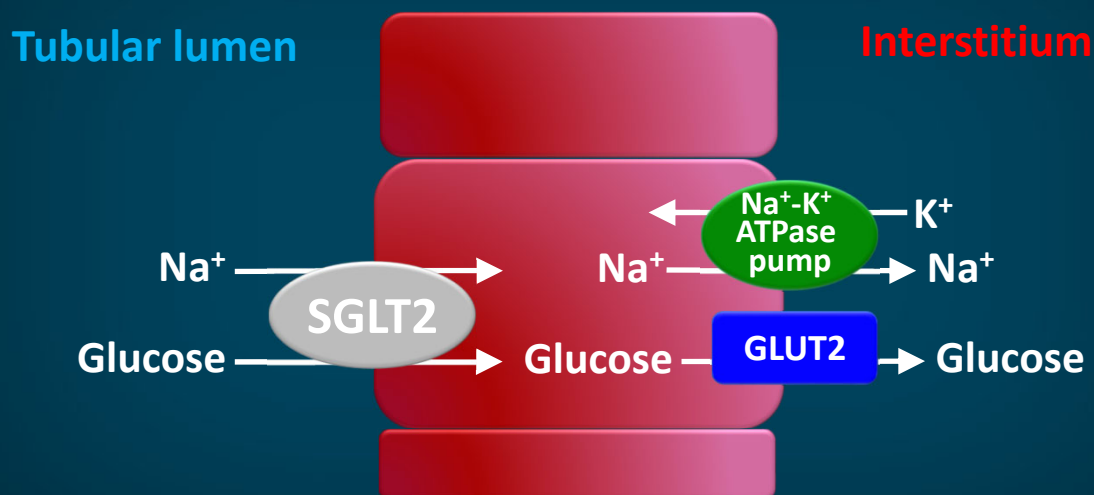 Tubular lumen
Interstitium
Na⁺-K⁺
ATPase
pump
K⁺
Na⁺
Na⁺
Na⁺
SGLT2
Glucose
Glucose
GLUT2
Glucose